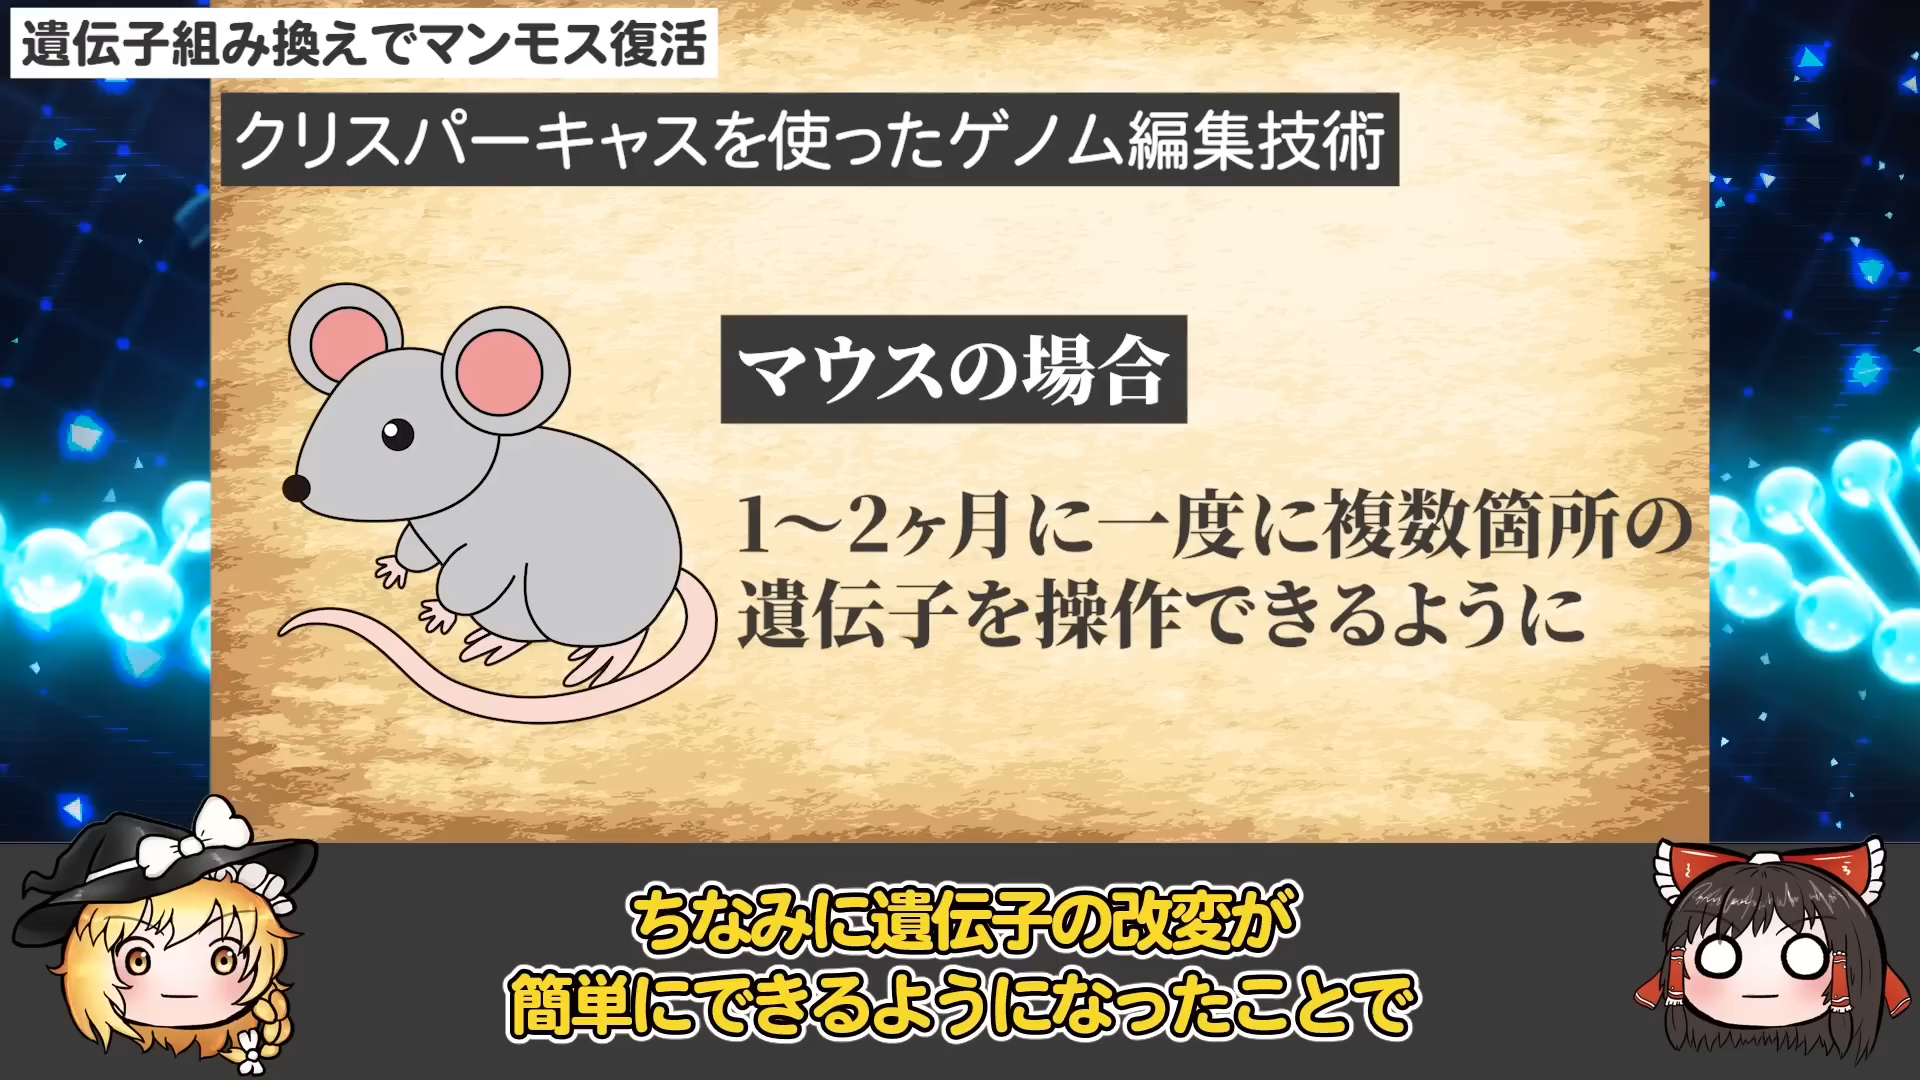 遺伝子組み換えでマンモス復活
クリスパーキャスを使ったゲノム編集技術
マウスの場合
1〜2ヶ月に一度に複数箇所の
遺伝子を操作できるように
ちなみに遺伝子の改変が
簡単にできるようになったことで